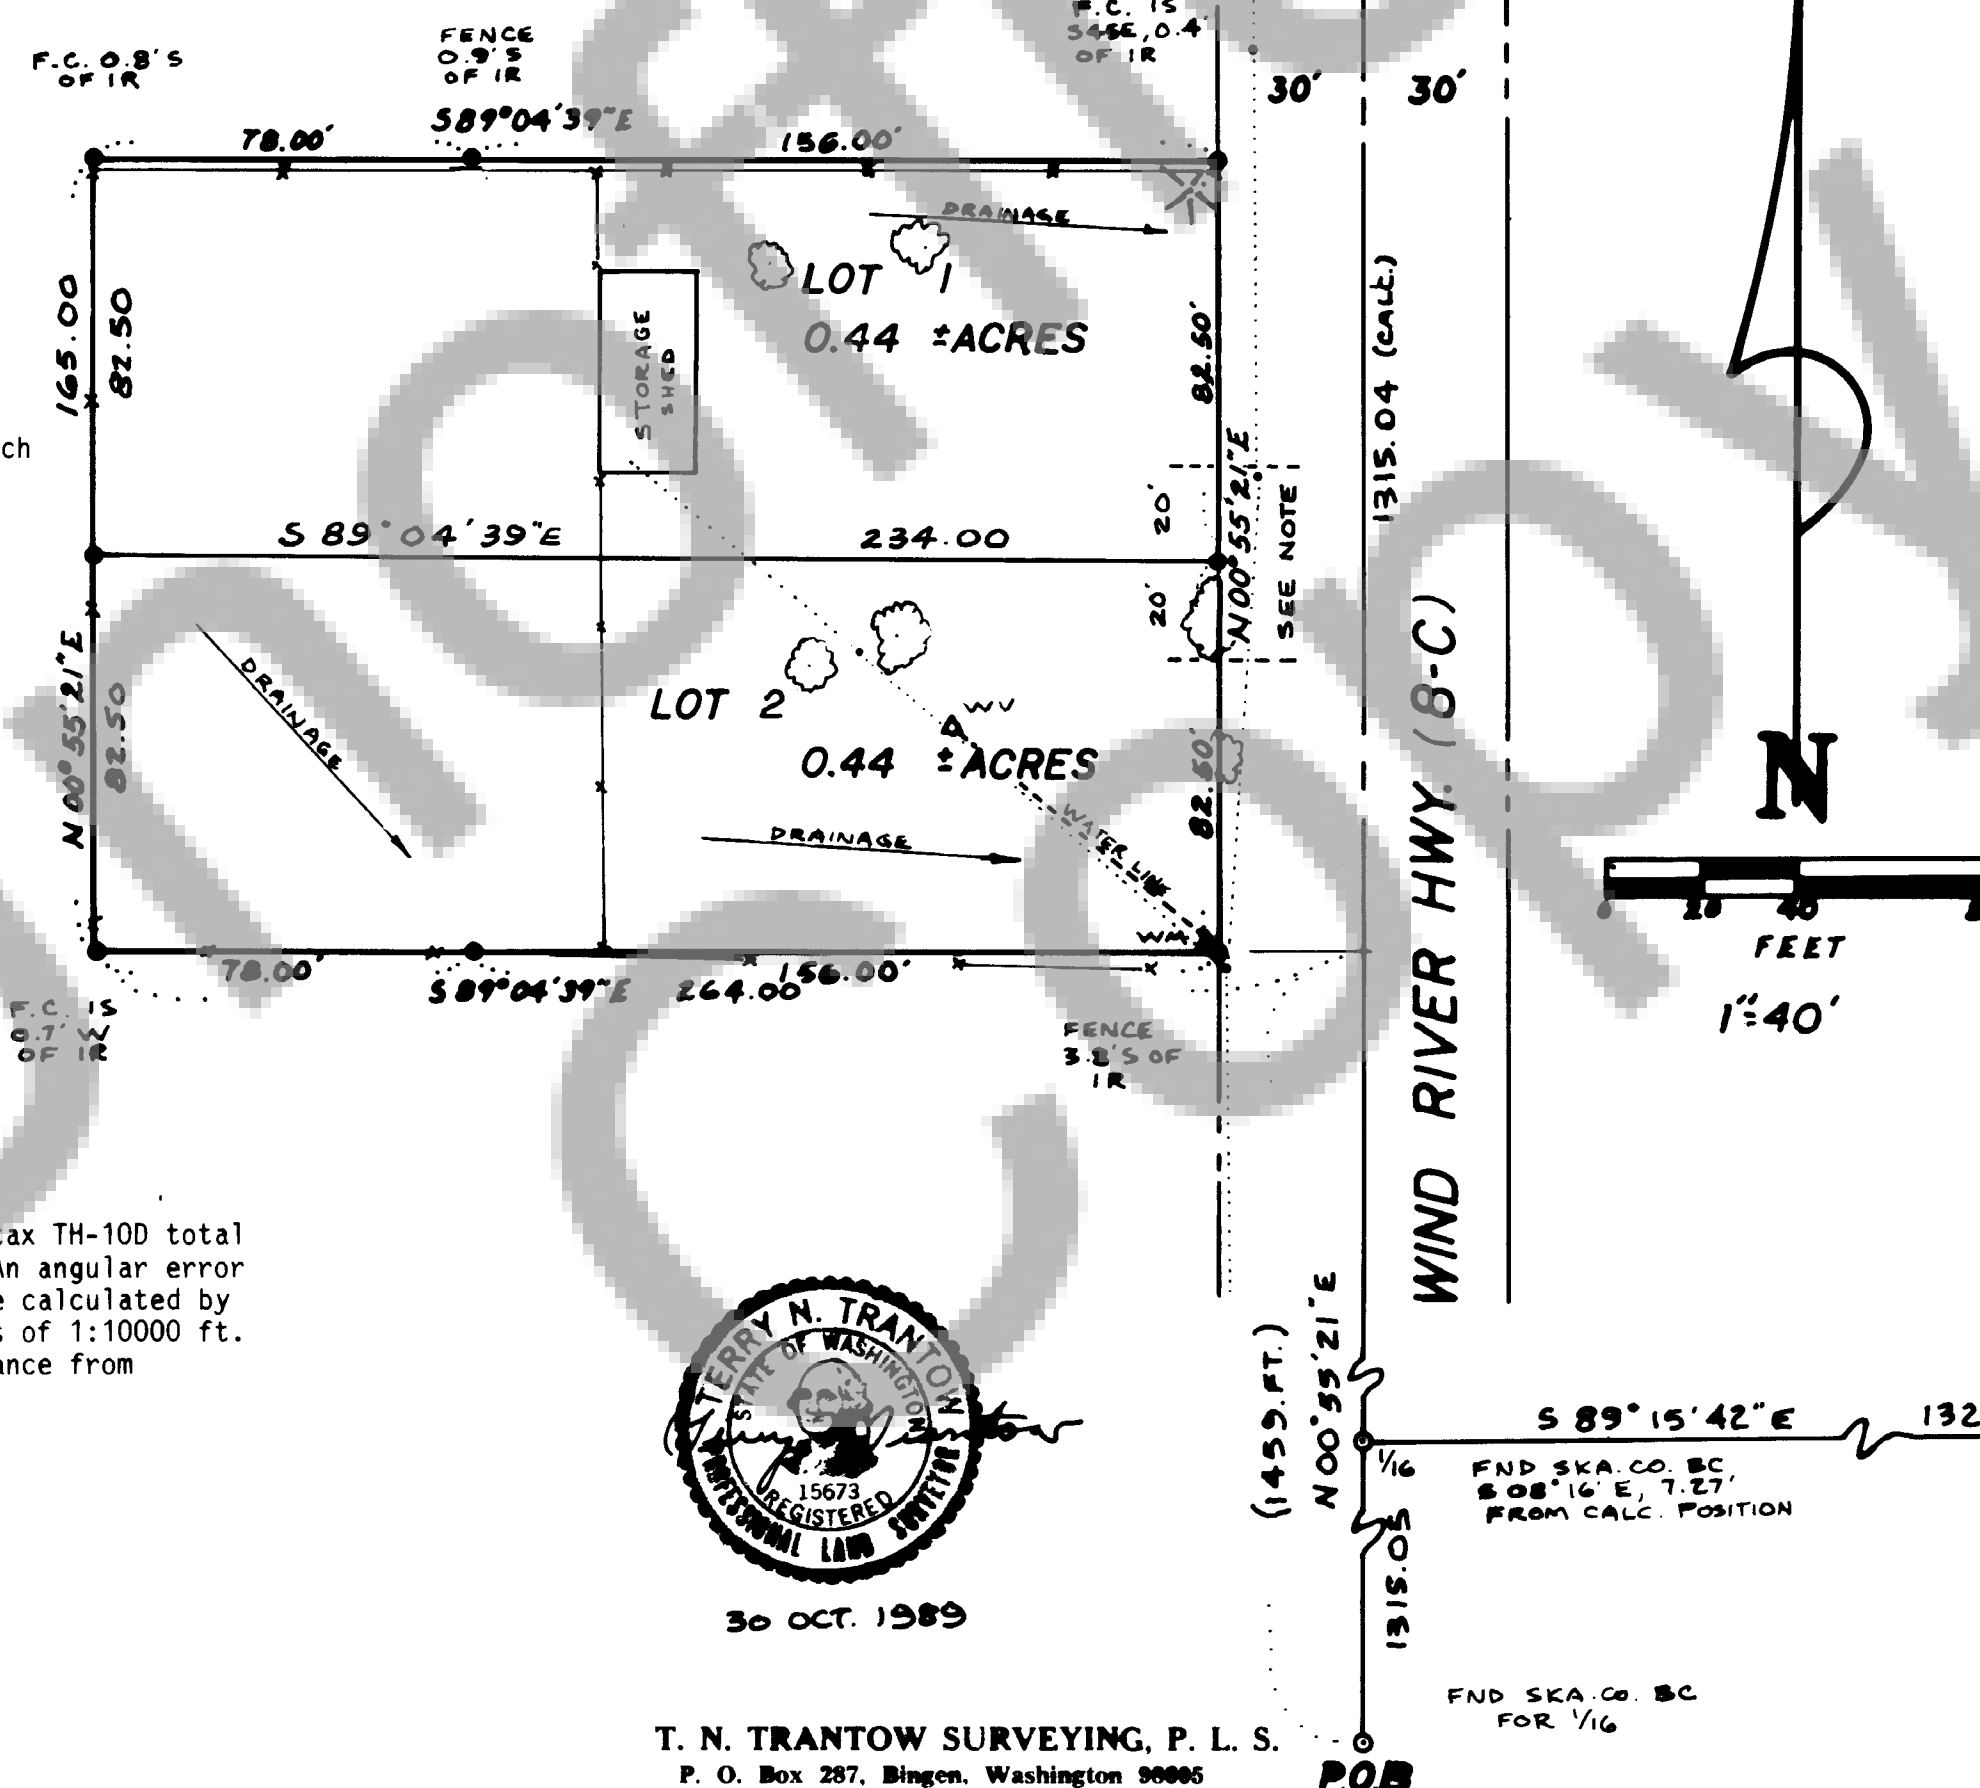 F.C. IS
S45E, 0.4'
OF IR
F.C. 0.8'S
OF IR
FENCE
0.9'S
OF IR
S89°04'39"E
78.00'
156.00'
30'
30'
DRAINAGE
LOT 1
0.44 ±ACRES
STORAGE
SHED
165.00
82.50
82.50'
1315.04 (CALC.)
ch
S 89°04'39"E
234.00
20'
20'
N00°55'21"E
SEE NOTE
N00°55'21"E
82.50
DRAINAGE
LOT 2
WV
0.44 ±ACRES
82.50'
WATER LINE
DRAINAGE
WM
WIND RIVER HWY. (8-C)
N
0 20 40
FEET
1"=40'
78.00'
S89°04'39"E
264.00
156.00'
F.C. IS
0.7' W
OF IR
FENCE
'S OF
IR
TH-10D total
An angular error
calculated by
of 1:10000 ft.
from
TERRY N. TRANTOW
STATE OF WASHINGTON
15673
REGISTERED
PROFESSIONAL LAND SURVEYOR
30 OCT. 1989
(1459.FT.)
N00°55'21"E
S 89°15'42"E
132
1/16
FND SKA.CO. BC
S 08°16'E, 7.27'
FROM CALC. POSITION
1315.05
FND SKA.CO. BC
FOR 1/16
P.O.B
T. N. TRANTOW SURVEYING, P. L. S.
P. O. Box 287, Bingen, Washington